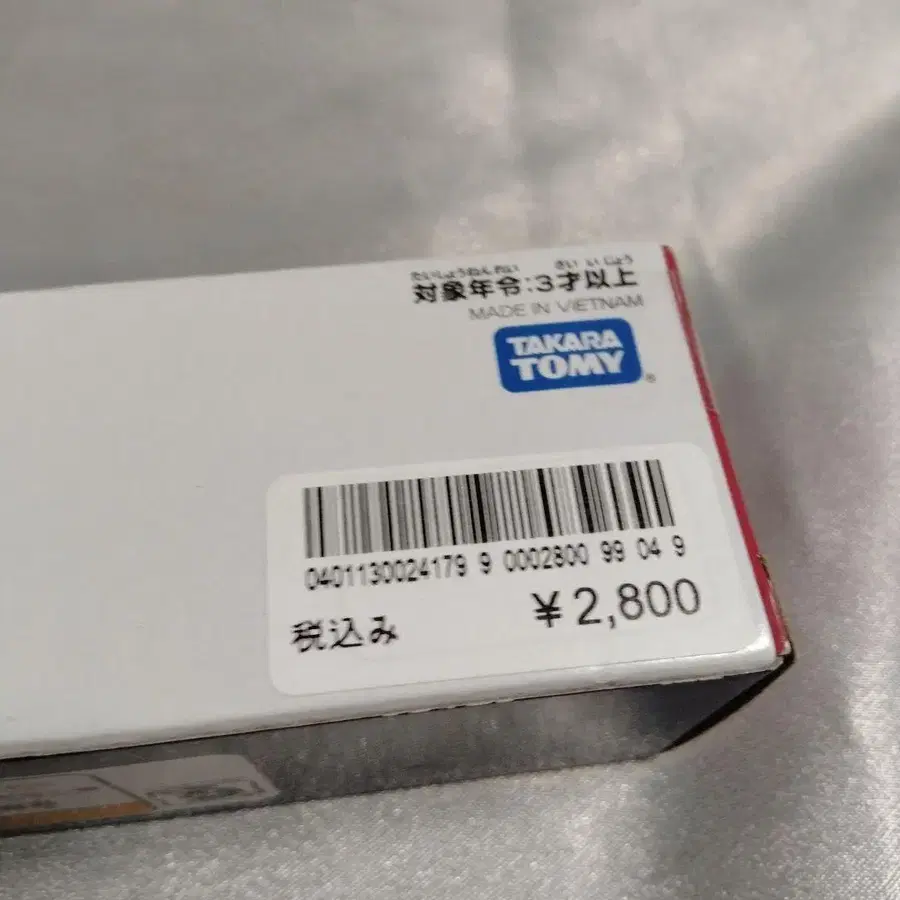 たいしょうねんれい さい いじょう
対象年令:3才以上
MADE IN VIETNAM
TAKARA
TOMY
0401130024179 9 0002800 99 04 9
税込み
¥2,800